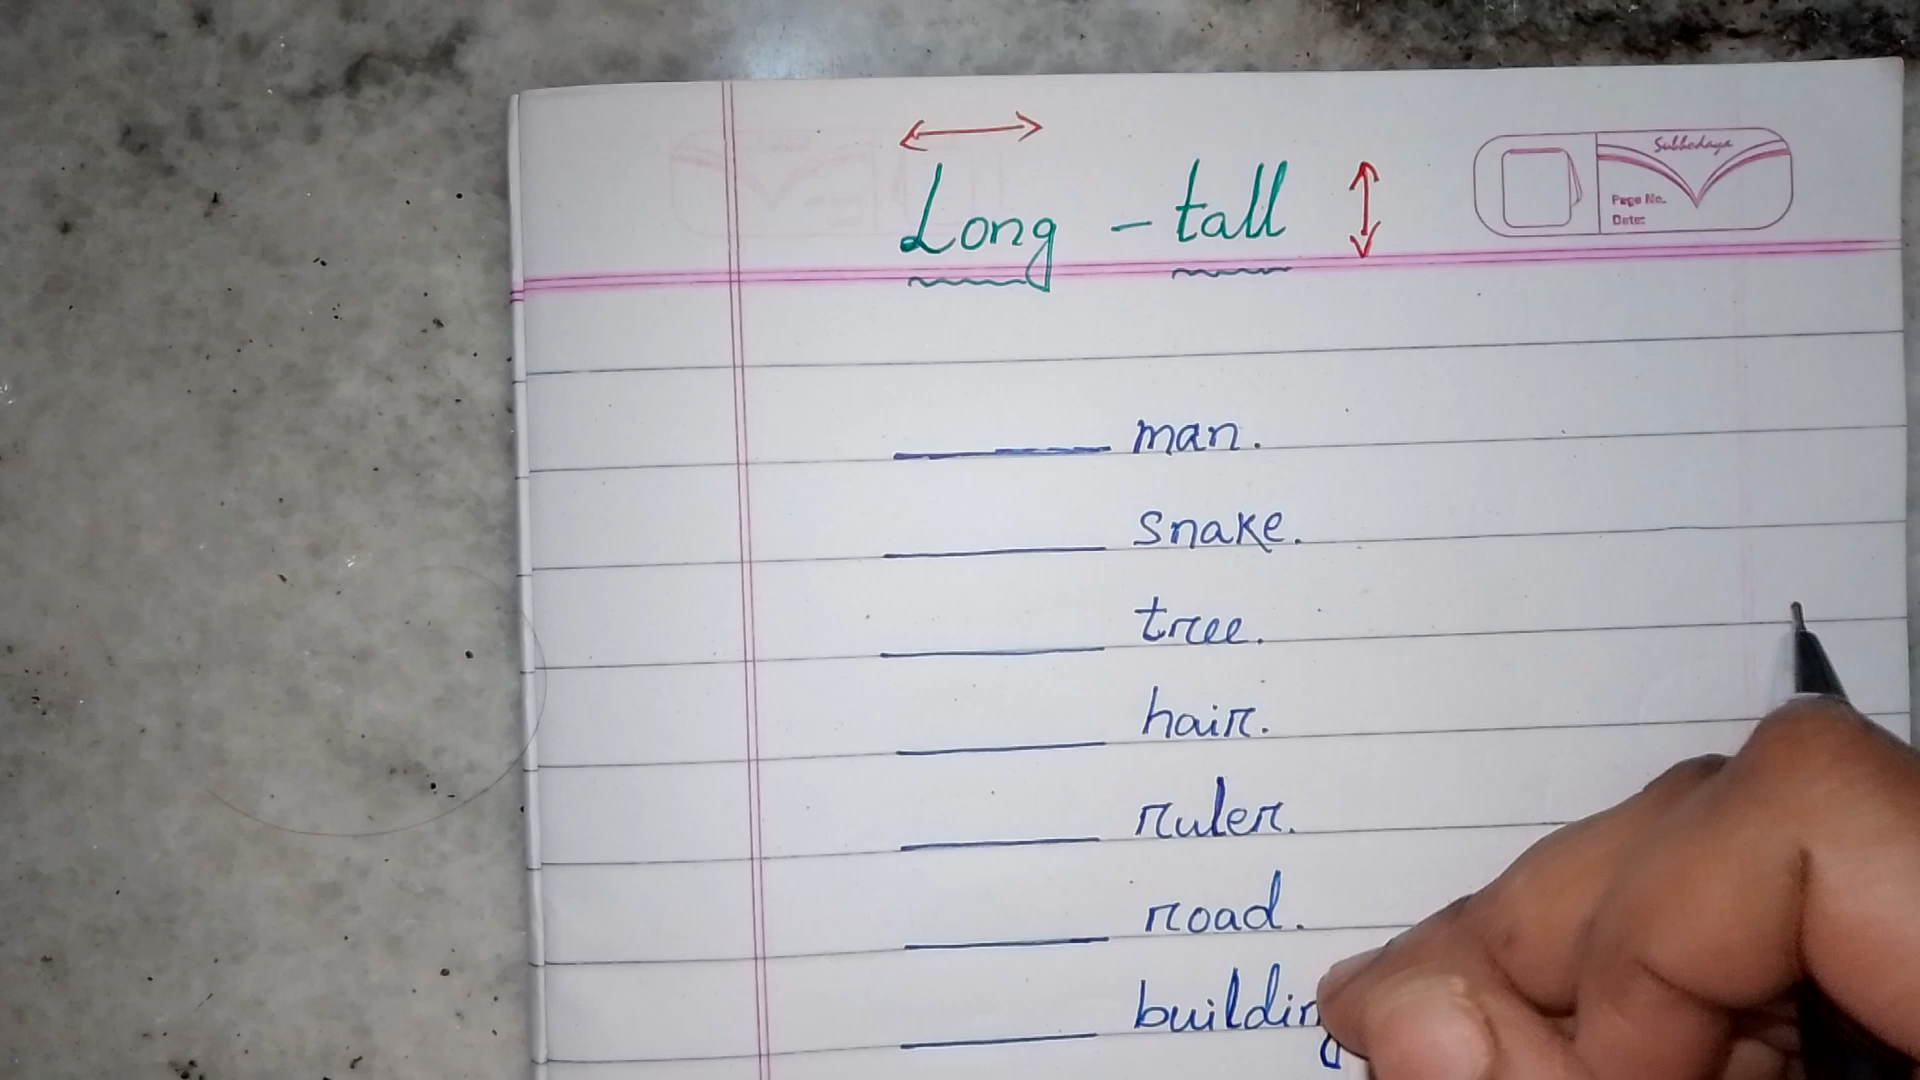 Long - tall
Subhodaya
Page No.
Date:
_____ man.
_____ snake.
_____ tree.
_____ hair.
_____ ruler.
_____ road.
_____ building